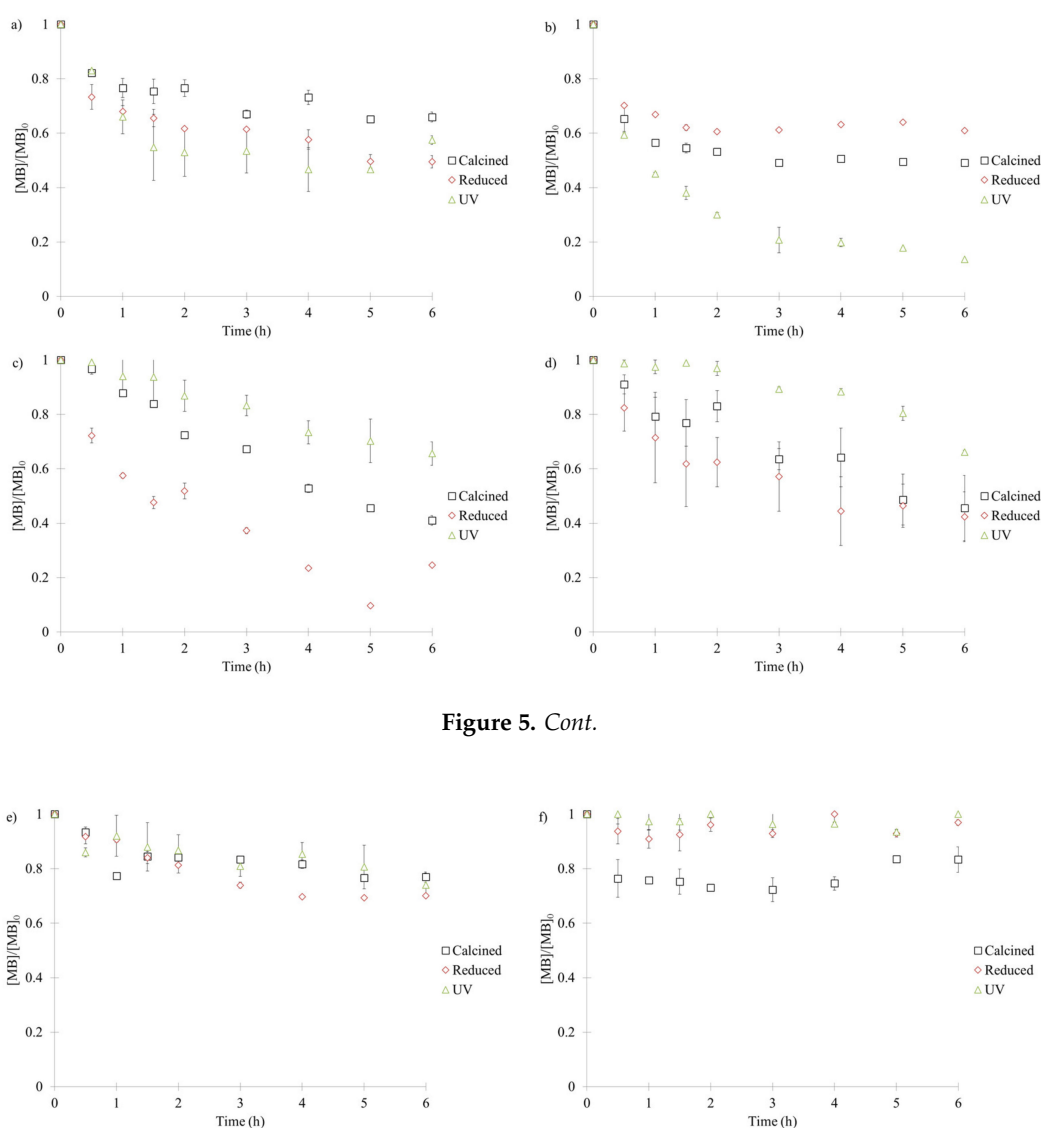 a)
1
0.8
0.6
0.4
0.2
0
[MB]/[MB]₀
0 1 2 3 4 5 6
Time (h)
Calcined
Reduced
UV
b)
1
0.8
0.6
0.4
0.2
0
[MB]/[MB]₀
0 1 2 3 4 5 6
Time (h)
Calcined
Reduced
UV
c)
1
0.8
0.6
0.4
0.2
0
[MB]/[MB]₀
0 1 2 3 4 5 6
Time (h)
Calcined
Reduced
UV
d)
1
0.8
0.6
0.4
0.2
0
[MB]/[MB]₀
0 1 2 3 4 5 6
Time (h)
Calcined
Reduced
UV
Figure 5. Cont.
e)
1
0.8
0.6
0.4
0.2
0
[MB]/[MB]₀
0 1 2 3 4 5 6
Time (h)
Calcined
Reduced
UV
f)
1
0.8
0.6
0.4
0.2
0
[MB]/[MB]₀
0 1 2 3 4 5 6
Time (h)
Calcined
Reduced
UV